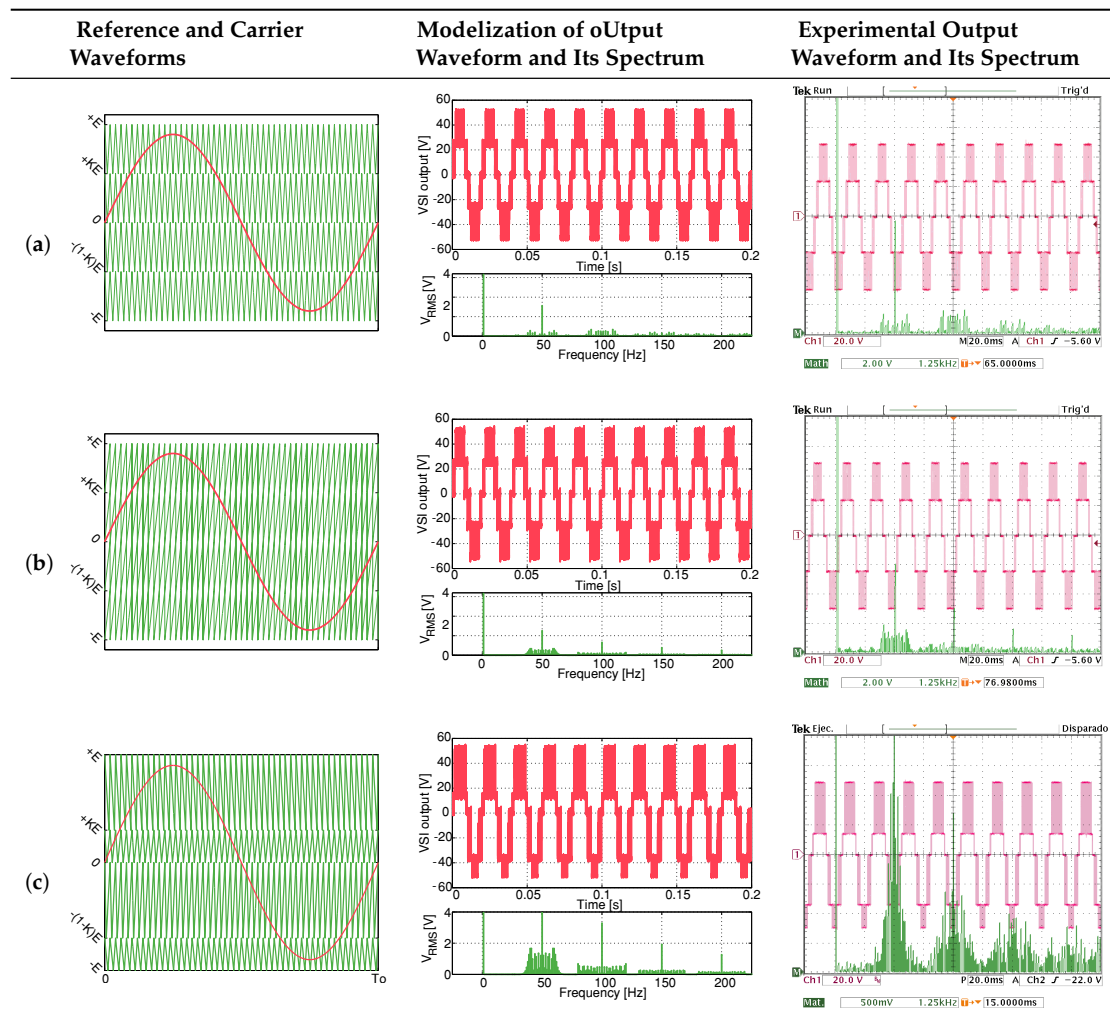 Reference and Carrier Waveforms
Modelization of oUtput Waveform and Its Spectrum
Experimental Output Waveform and Its Spectrum
(a)
+E
+KE
0
-(1-K)E
-E
VSI output [V]
60
40
20
0
-20
-40
-60
0
0.05
0.1
0.15
0.2
Time [s]
V_RMS [V]
4
2
0
0
50
100
150
200
Frequency [Hz]
Tek Run
Trig'd
1
M
Ch1 20.0 V
M 20.0ms A Ch1 -5.60 V
Math 2.00 V 1.25kHz
T 65.0000ms
(b)
+E
+KE
0
-(1-K)E
-E
VSI output [V]
60
40
20
0
-20
-40
-60
0
0.05
0.1
0.15
0.2
Time [s]
V_RMS [V]
4
2
0
0
50
100
150
200
Frequency [Hz]
Tek Run
Trig'd
1
M
Ch1 20.0 V
M 20.0ms A Ch1 -5.60 V
Math 2.00 V 1.25kHz
T 76.9800ms
(c)
+E
+KE
0
-(1-K)E
-E
0
To
VSI output [V]
60
40
20
0
-20
-40
-60
0
0.05
0.1
0.15
0.2
Time [s]
V_RMS [V]
4
2
0
0
50
100
150
200
Frequency [Hz]
Tek Ejec.
Disparado
1
M
Ch1 20.0 V
P 20.0ms A Ch2 -22.0 V
Mat. 500mV 1.25kHz
T 15.0000ms